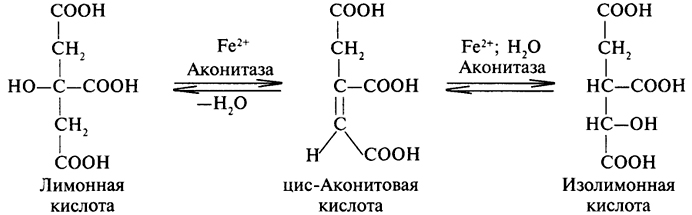 COOH
COOH
COOH
CH₂
Fe²⁺
CH₂
Fe²⁺; H₂O
CH₂
HO—C—COOH
Аконитаза
C—COOH
Аконитаза
HC—COOH
—H₂O
CH₂
C
HC—OH
COOH
H
COOH
COOH
Лимонная
кислота
цис-Аконитовая
кислота
Изолимонная
кислота